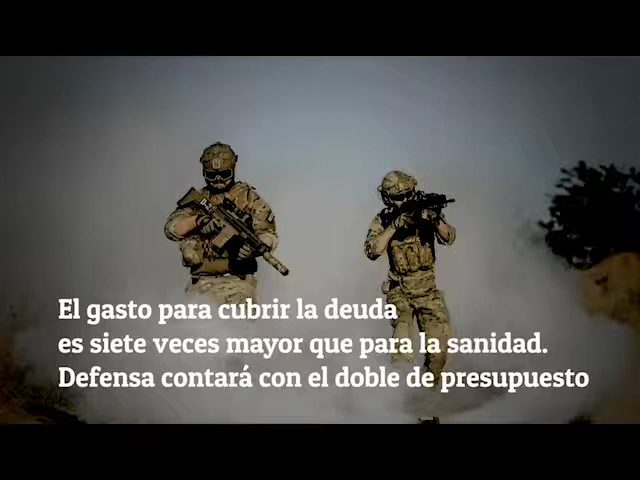 El gasto para cubrir la deuda
es siete veces mayor que para la sanidad.
Defensa contará con el doble de presupuesto